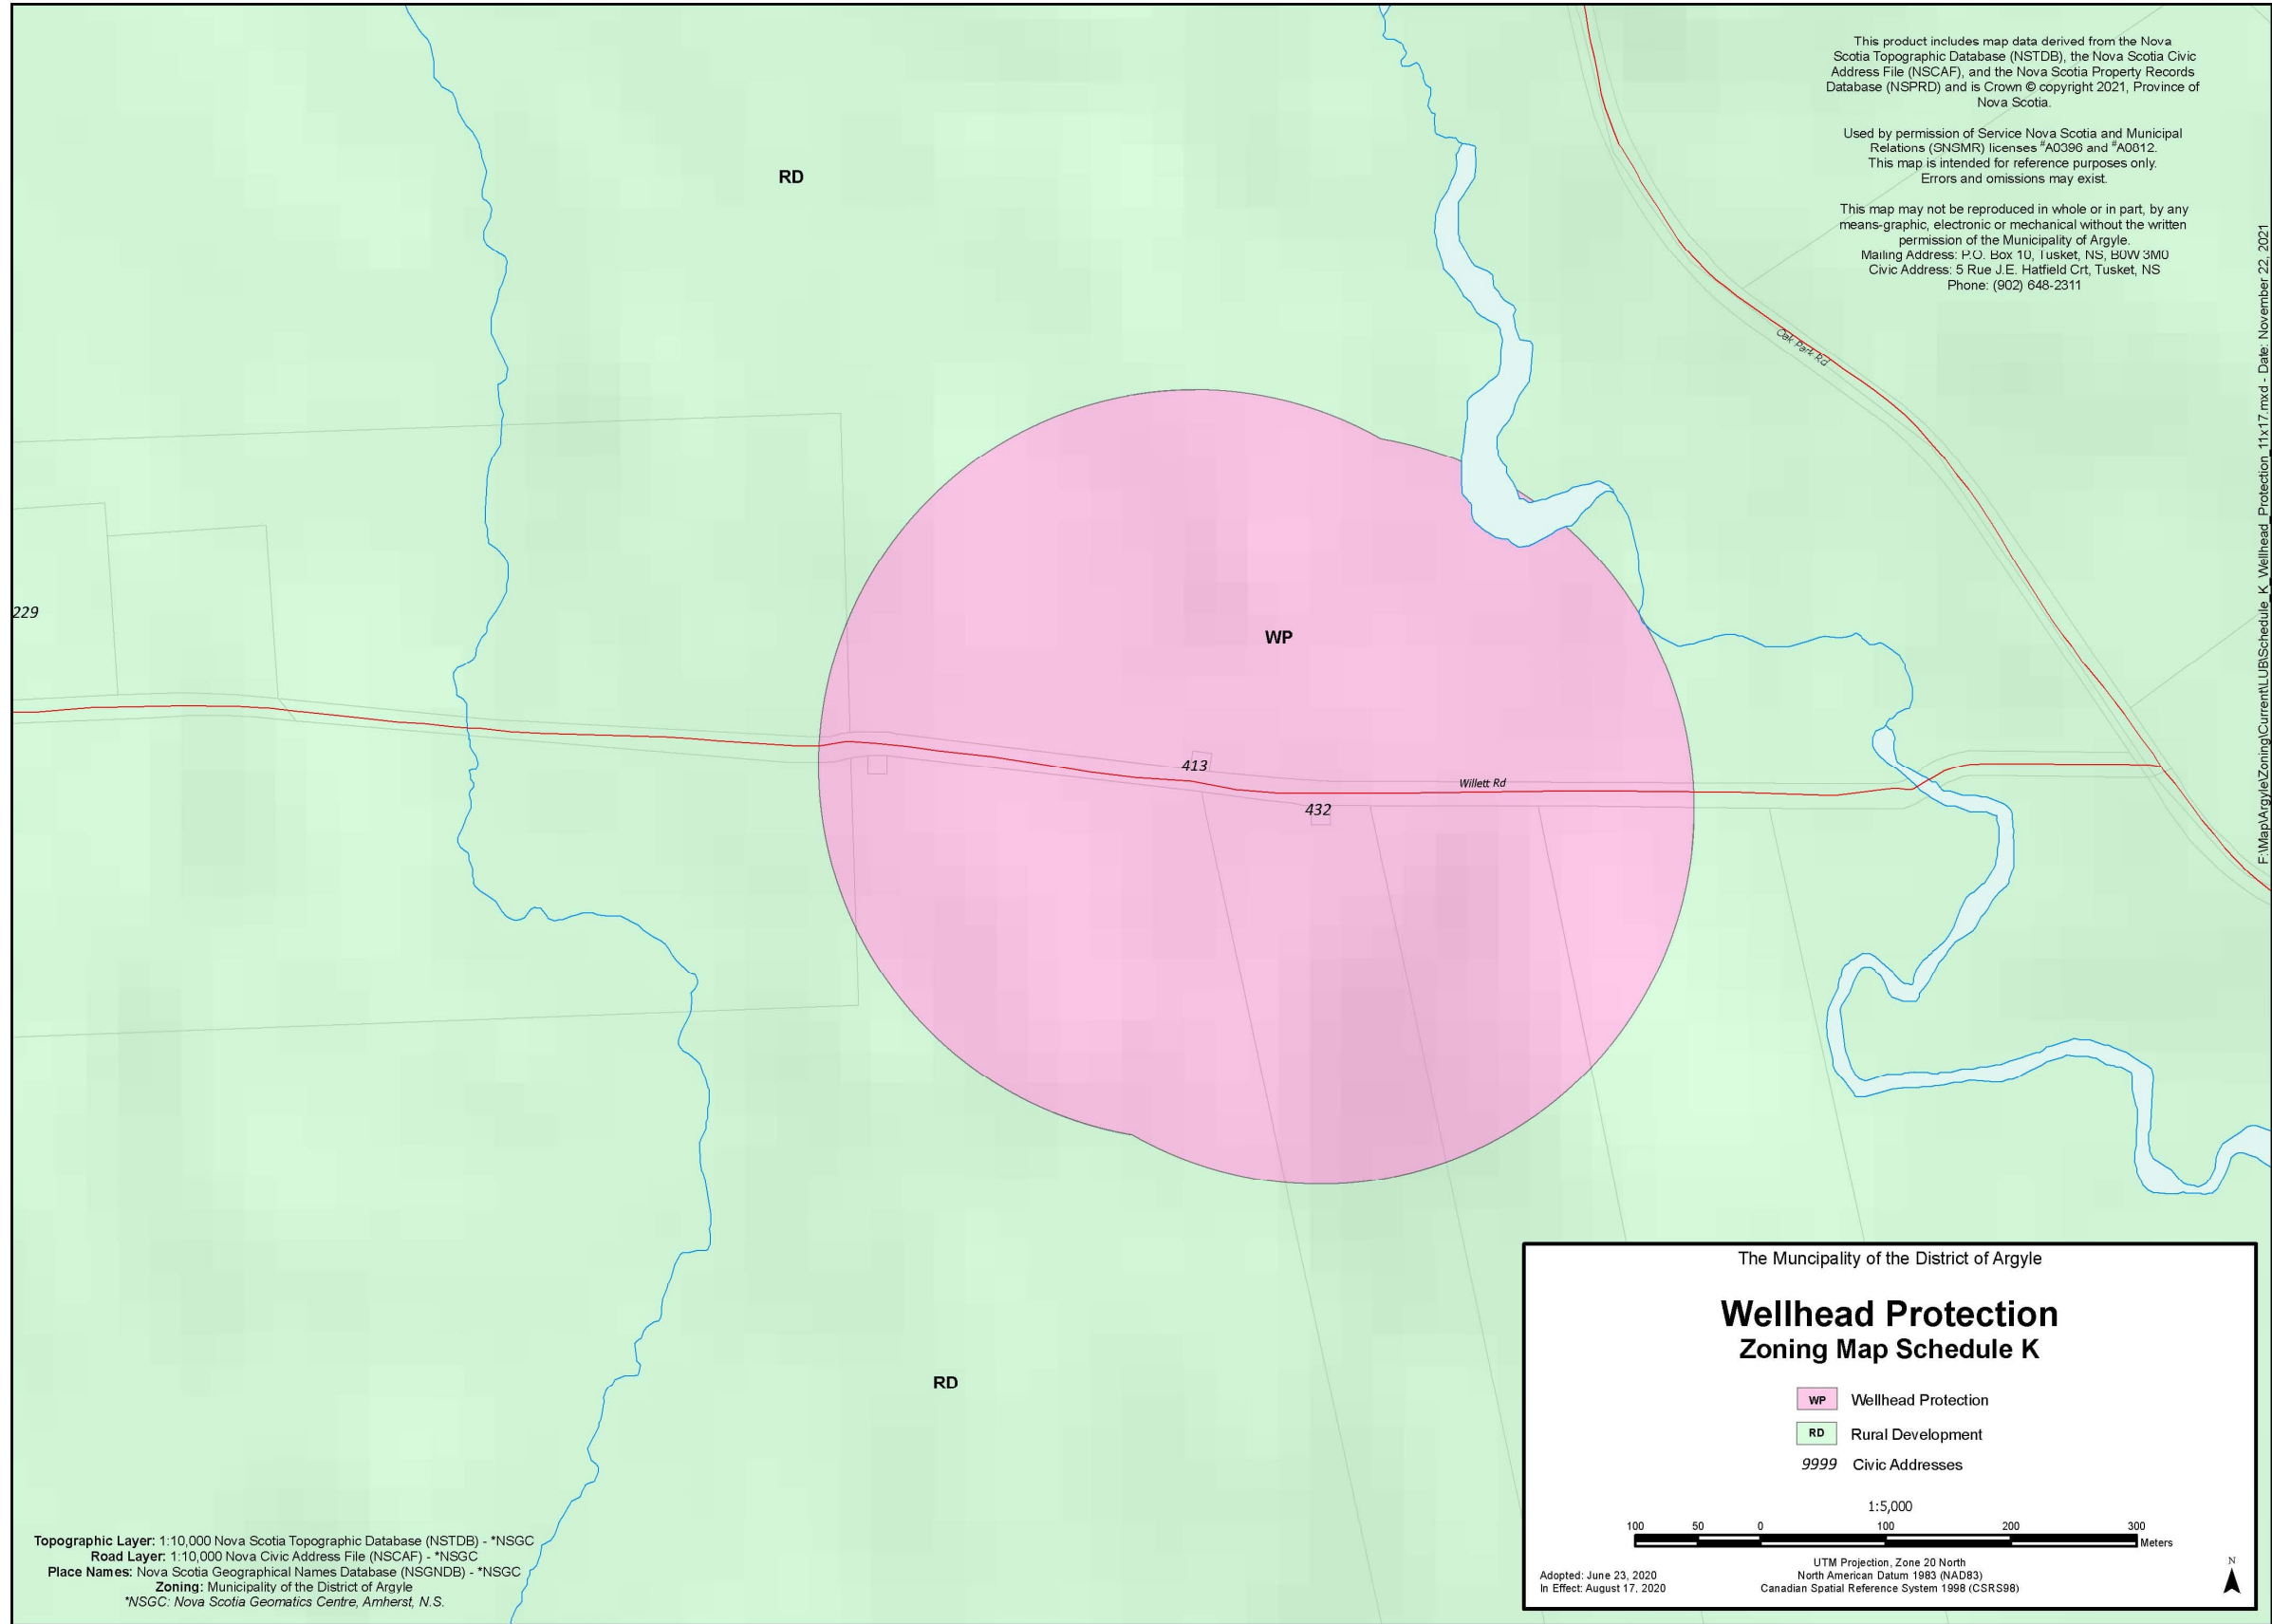 This product includes map data derived from the Nova
Scotia Topographic Database (NSTDB), the Nova Scotia Civic
Address File (NSCAF), and the Nova Scotia Property Records
Database (NSPRD) and is Crown © copyright 2021, Province of
Nova Scotia.
Used by permission of Service Nova Scotia and Municipal
Relations (SNSMR) licenses #A0396 and #A0812.
This map is intended for reference purposes only.
Errors and omissions may exist.
This map may not be reproduced in whole or in part, by any
means-graphic, electronic or mechanical without the written
permission of the Municipality of Argyle.
Mailing Address: P.O. Box 10, Tusket, NS, B0W 3M0
Civic Address: 5 Rue J.E. Hatfield Crt, Tusket, NS
Phone: (902) 648-2311
F:\Map\Argyle\Zoning\Current\LUB\Schedule_K_Wellhead_Protection_11x17.mxd - Date: November 22, 2021
RD
Oak Park Rd
229
WP
413
Willett Rd
432
RD
The Muncipality of the District of Argyle
Wellhead Protection
Zoning Map Schedule K
WP Wellhead Protection
RD Rural Development
9999 Civic Addresses
1:5,000
100 50 0 100 200 300
Meters
UTM Projection, Zone 20 North
North American Datum 1983 (NAD83)
Canadian Spatial Reference System 1998 (CSRS98)
Adopted: June 23, 2020
In Effect: August 17, 2020
N
Topographic Layer: 1:10,000 Nova Scotia Topographic Database (NSTDB) - *NSGC
Road Layer: 1:10,000 Nova Civic Address File (NSCAF) - *NSGC
Place Names: Nova Scotia Geographical Names Database (NSGNDB) - *NSGC
Zoning: Municipality of the District of Argyle
*NSGC: Nova Scotia Geomatics Centre, Amherst, N.S.